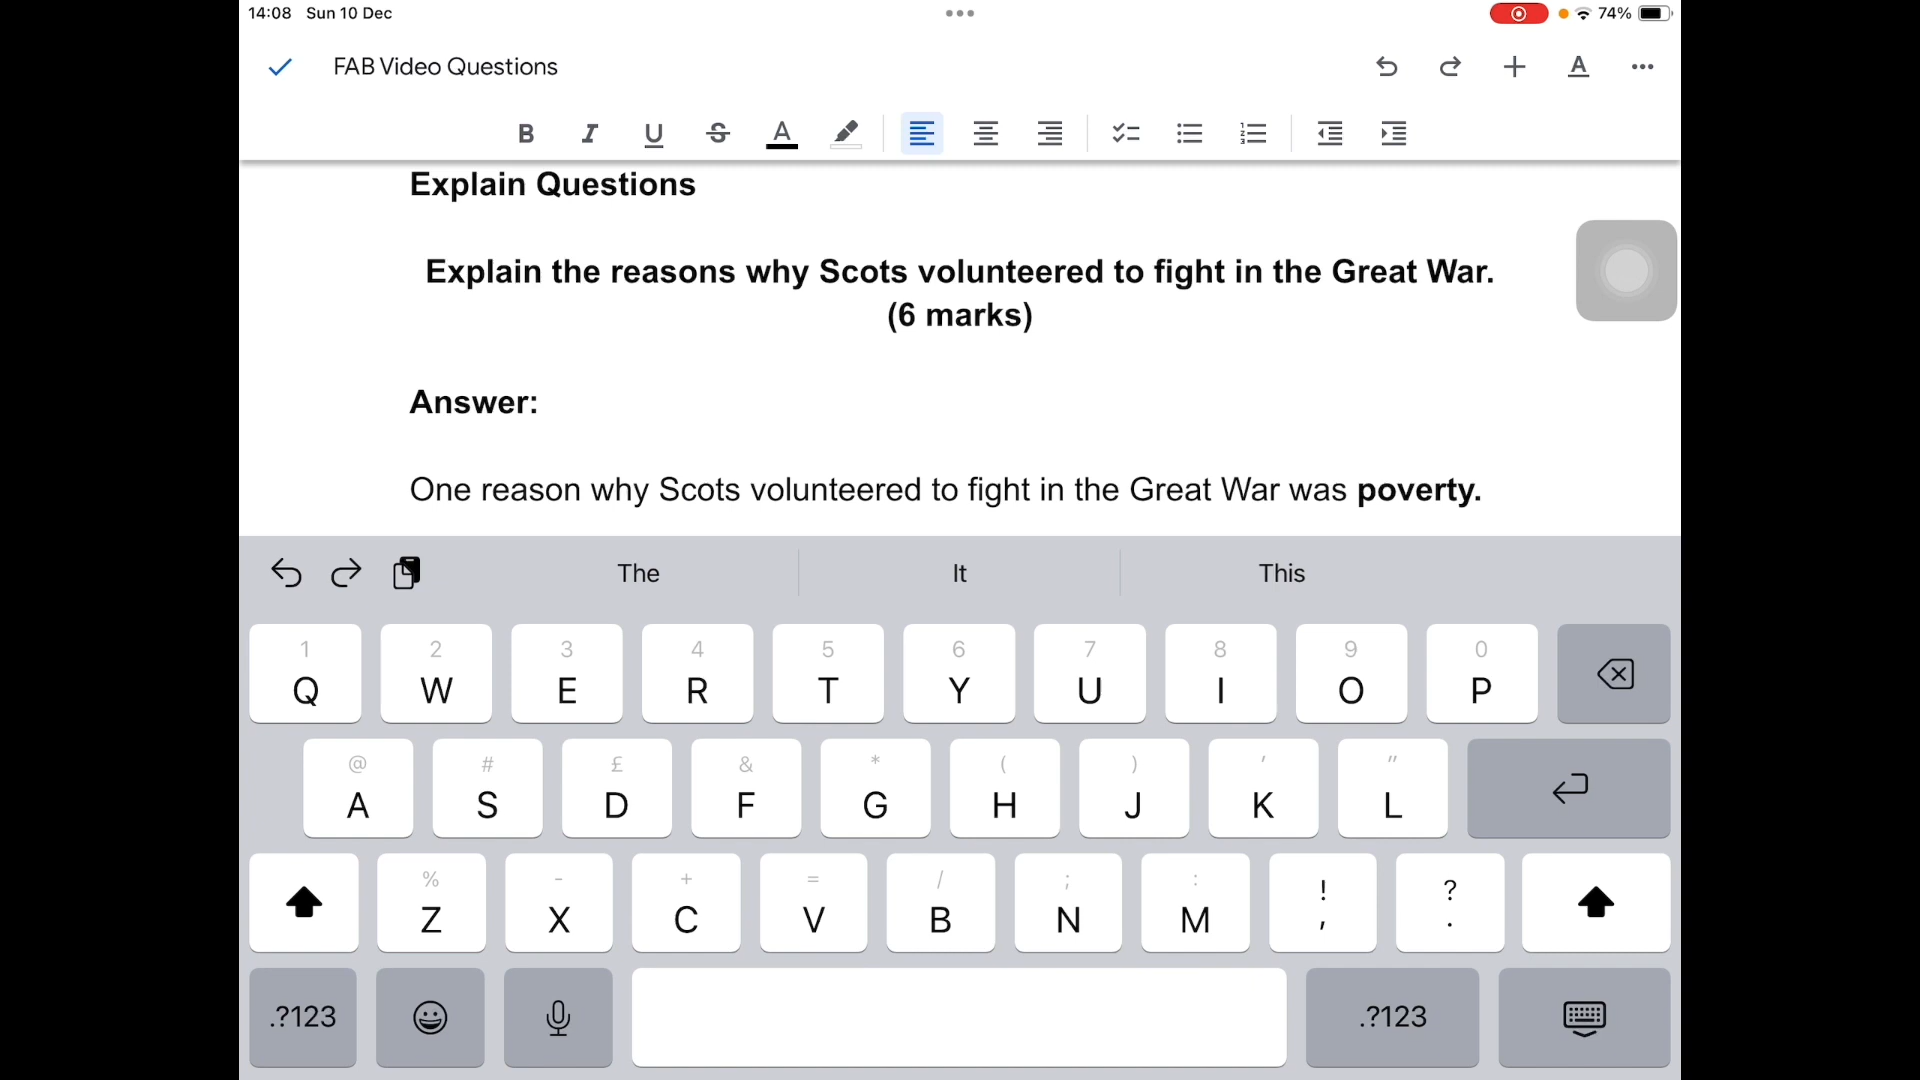 14:08 Sun 10 Dec
74%
FAB Video Questions
A
B I U S A
Explain Questions
Explain the reasons why Scots volunteered to fight in the Great War.
(6 marks)
Answer:
One reason why Scots volunteered to fight in the Great War was poverty.
The It This
1 2 3 4 5 6 7 8 9 0
Q W E R T Y U I O P
@ # £ & * ( ) ' "
A S D F G H J K L
% - + = / ; : ! ?
Z X C V B N M , .
.?123 .?123